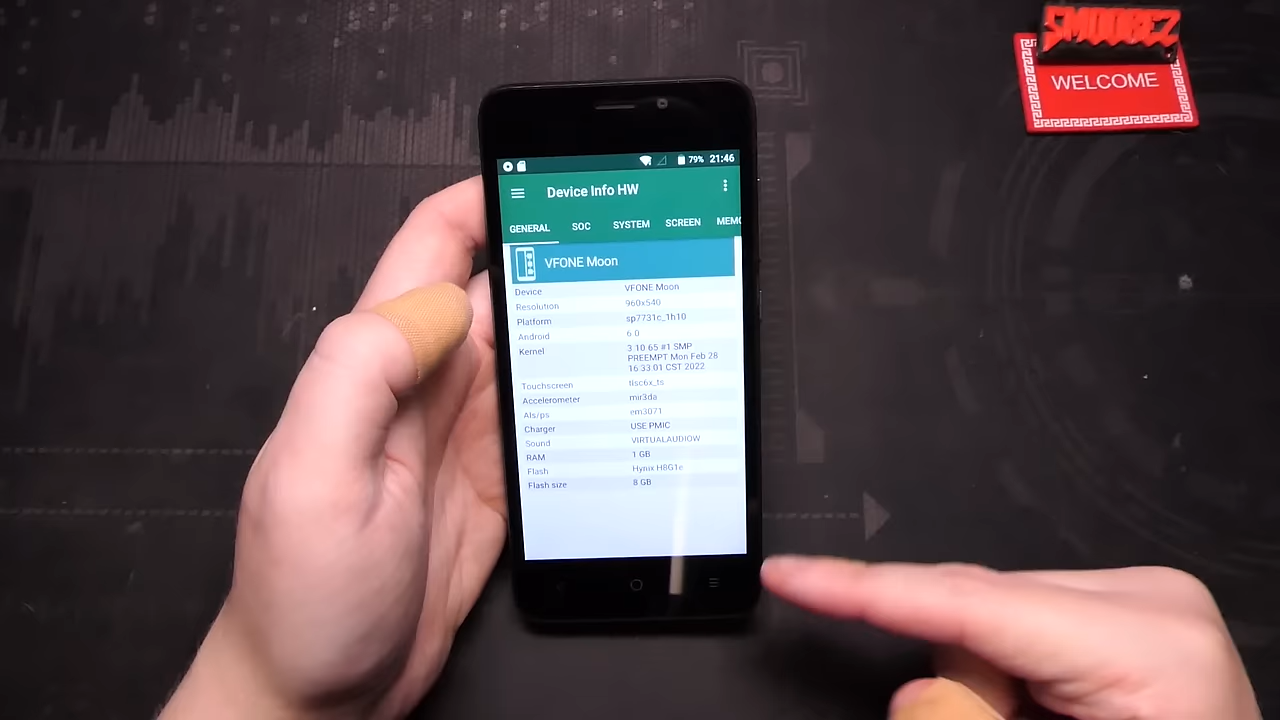 SMOOREZ
WELCOME
79% 21:46
Device Info HW
GENERAL SOC SYSTEM SCREEN MEMO
VFONE Moon
Device VFONE Moon
Resolution 960x540
Platform sp7731c_1h10
Android 6.0
Kernel 3.10.65 #1 SMP
PREEMPT Mon Feb 28
16:33:01 CST 2022
Touchscreen tlsc6x_ts
Accelerometer mir3da
Als/ps em3071
Charger USE PMIC
Sound VIRTUALAUDIOW
RAM 1 GB
Flash Hynix H8G1e
Flash size 8 GB